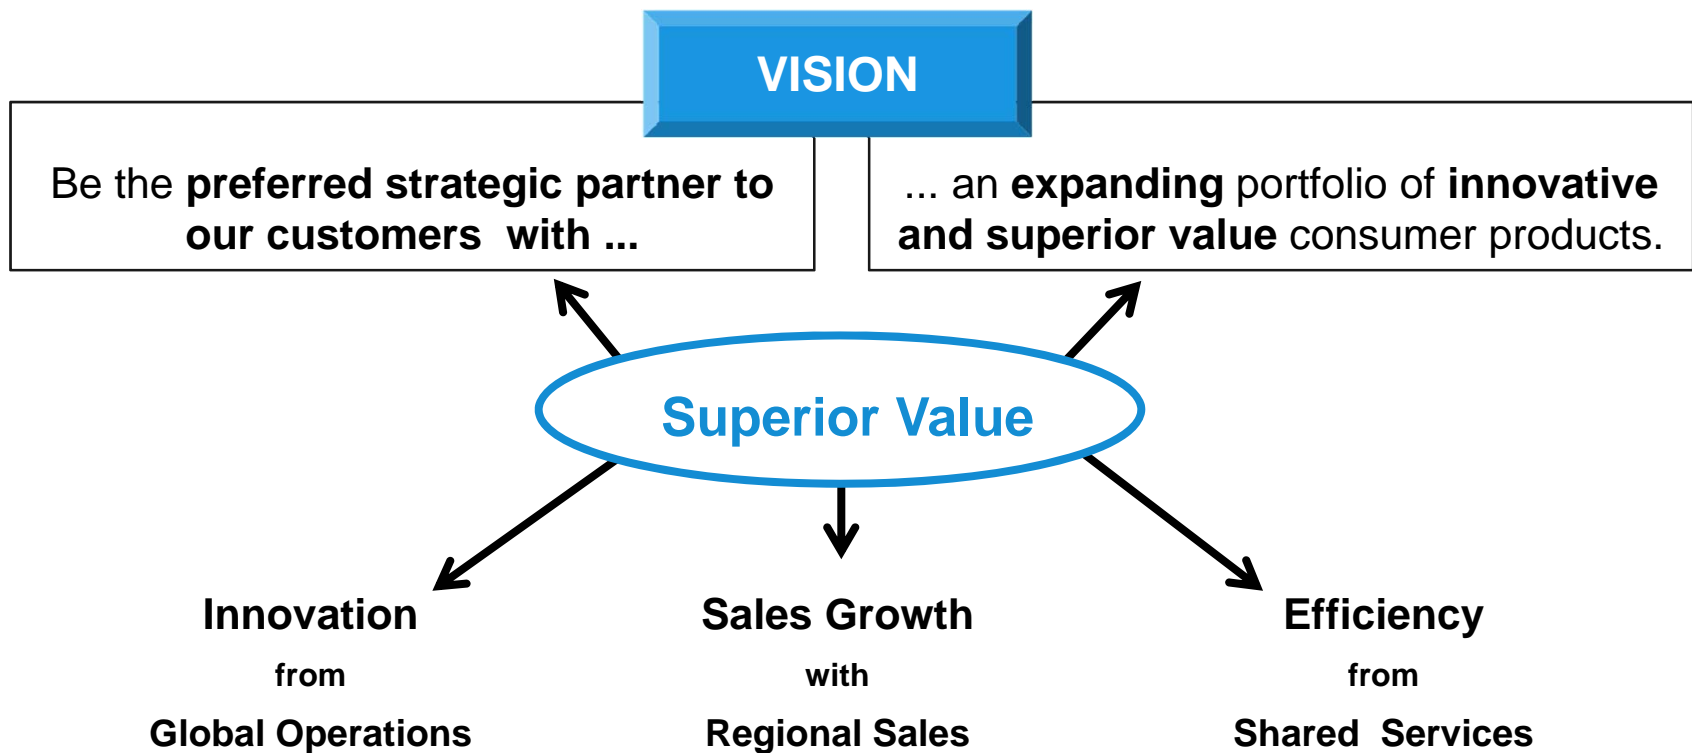 VISION
Be the preferred strategic partner to
our customers with ...
... an expanding portfolio of innovative
and superior value consumer products.
Superior Value
Innovation
from
Global Operations
Sales Growth
with
Regional Sales
Efficiency
from
Shared Services